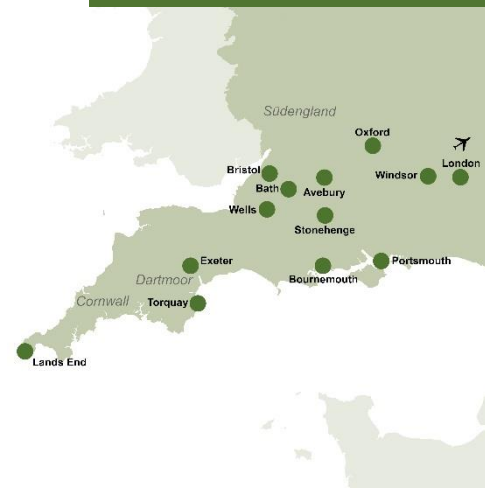 Südengland
Oxford
London
Bristol
Windsor
Bath
Avebury
Wells
Stonehenge
Exeter
Portsmouth
Dartmoor
Bournemouth
Cornwall
Torquay
Lands End